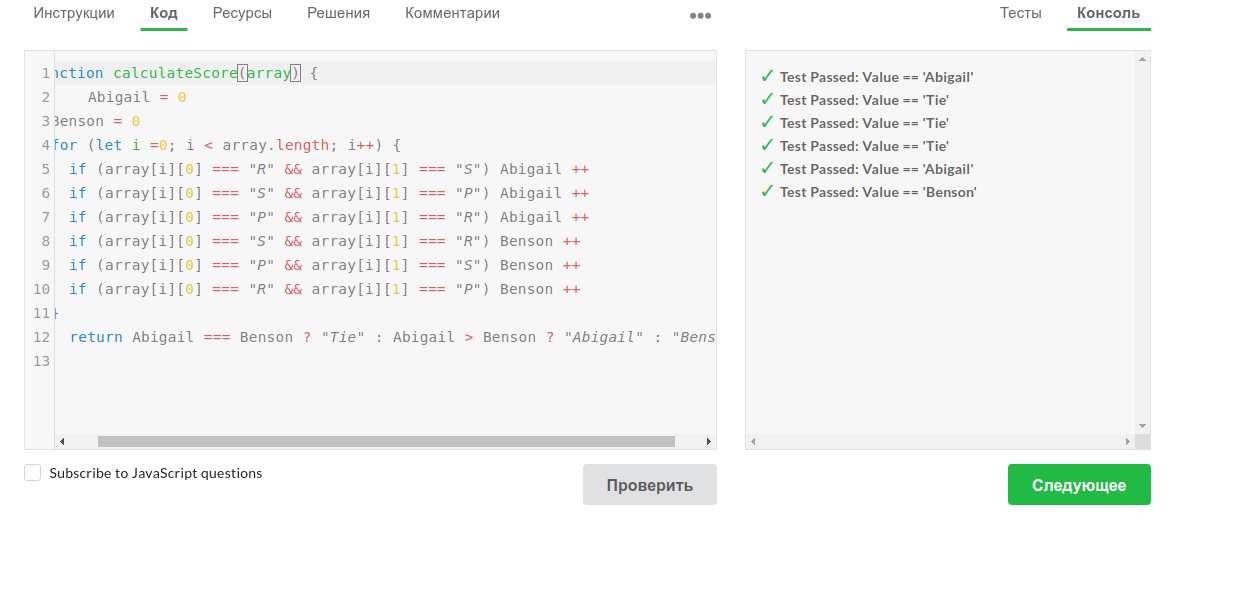 Инструкции Код Ресурсы Решения Комментарии ••• Тесты Консоль
1 nction calculateScore(array) {
2 Abigail = 0
3 Benson = 0
4 for (let i =0; i < array.length; i++) {
5 if (array[i][0] === "R" && array[i][1] === "S") Abigail ++
6 if (array[i][0] === "S" && array[i][1] === "P") Abigail ++
7 if (array[i][0] === "P" && array[i][1] === "R") Abigail ++
8 if (array[i][0] === "S" && array[i][1] === "R") Benson ++
9 if (array[i][0] === "P" && array[i][1] === "S") Benson ++
10 if (array[i][0] === "R" && array[i][1] === "P") Benson ++
11 }
12 return Abigail === Benson ? "Tie" : Abigail > Benson ? "Abigail" : "Bens
13
✓ Test Passed: Value == 'Abigail'
✓ Test Passed: Value == 'Tie'
✓ Test Passed: Value == 'Tie'
✓ Test Passed: Value == 'Tie'
✓ Test Passed: Value == 'Abigail'
✓ Test Passed: Value == 'Benson'
Subscribe to JavaScript questions
Проверить
Следующее